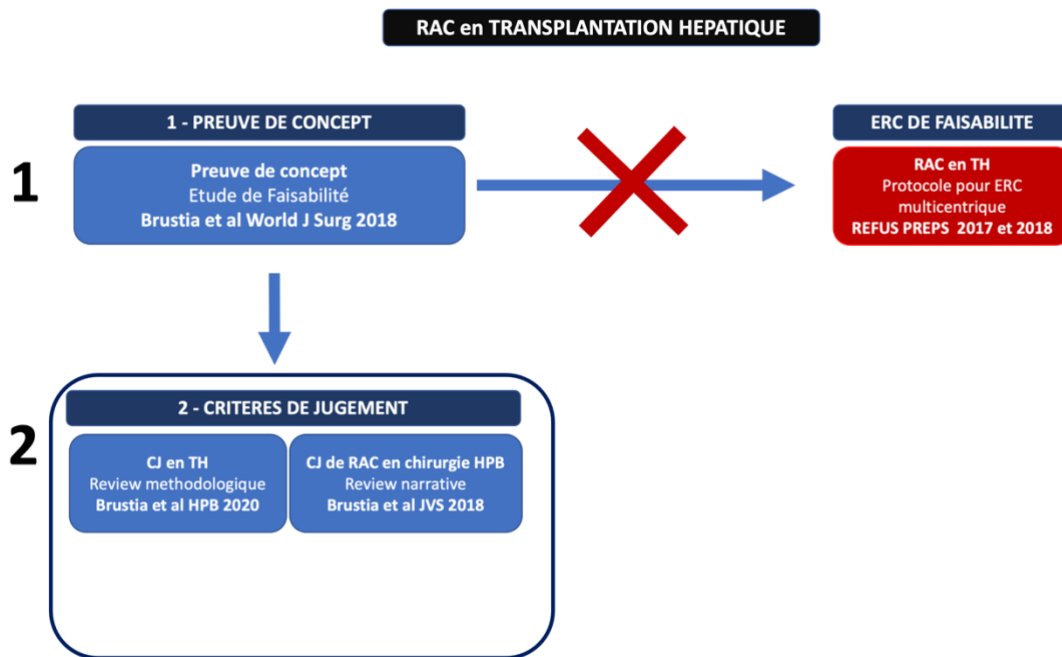 RAC en TRANSPLANTATION HEPATIQUE
1 - PREUVE DE CONCEPT
ERC DE FAISABILITE
1
Preuve de concept
Etude de Faisabilité
Brustia et al World J Surg 2018
RAC en TH
Protocole pour ERC
multicentrique
REFUS PREPS 2017 et 2018
2
2 - CRITERES DE JUGEMENT
CJ en TH
Review methodologique
Brustia et al HPB 2020
CJ de RAC en chirurgie HPB
Review narrative
Brustia et al JVS 2018